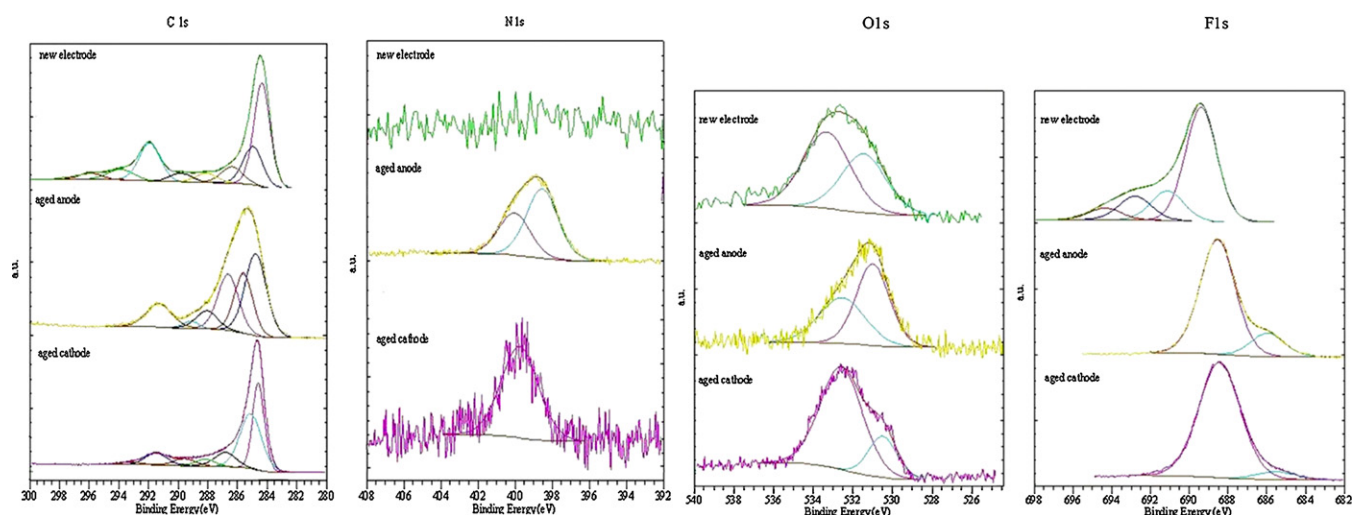 C 1s
N1s
O1s
F1s
new electrode
aged anode
aged cathode
a.u.
300 298 296 294 292 290 288 286 284 282 280
Binding Energy(eV)
new electrode
aged anode
aged cathode
a.u.
408 406 404 402 400 398 396 394 392
Binding Energy(eV)
new electrode
aged anode
aged cathode
a.u.
540 538 536 534 532 530 528 526
Binding Energy(eV)
new electrode
aged anode
aged cathode
a.u.
698 696 694 692 690 688 686 684 682
Binding Energy(eV)